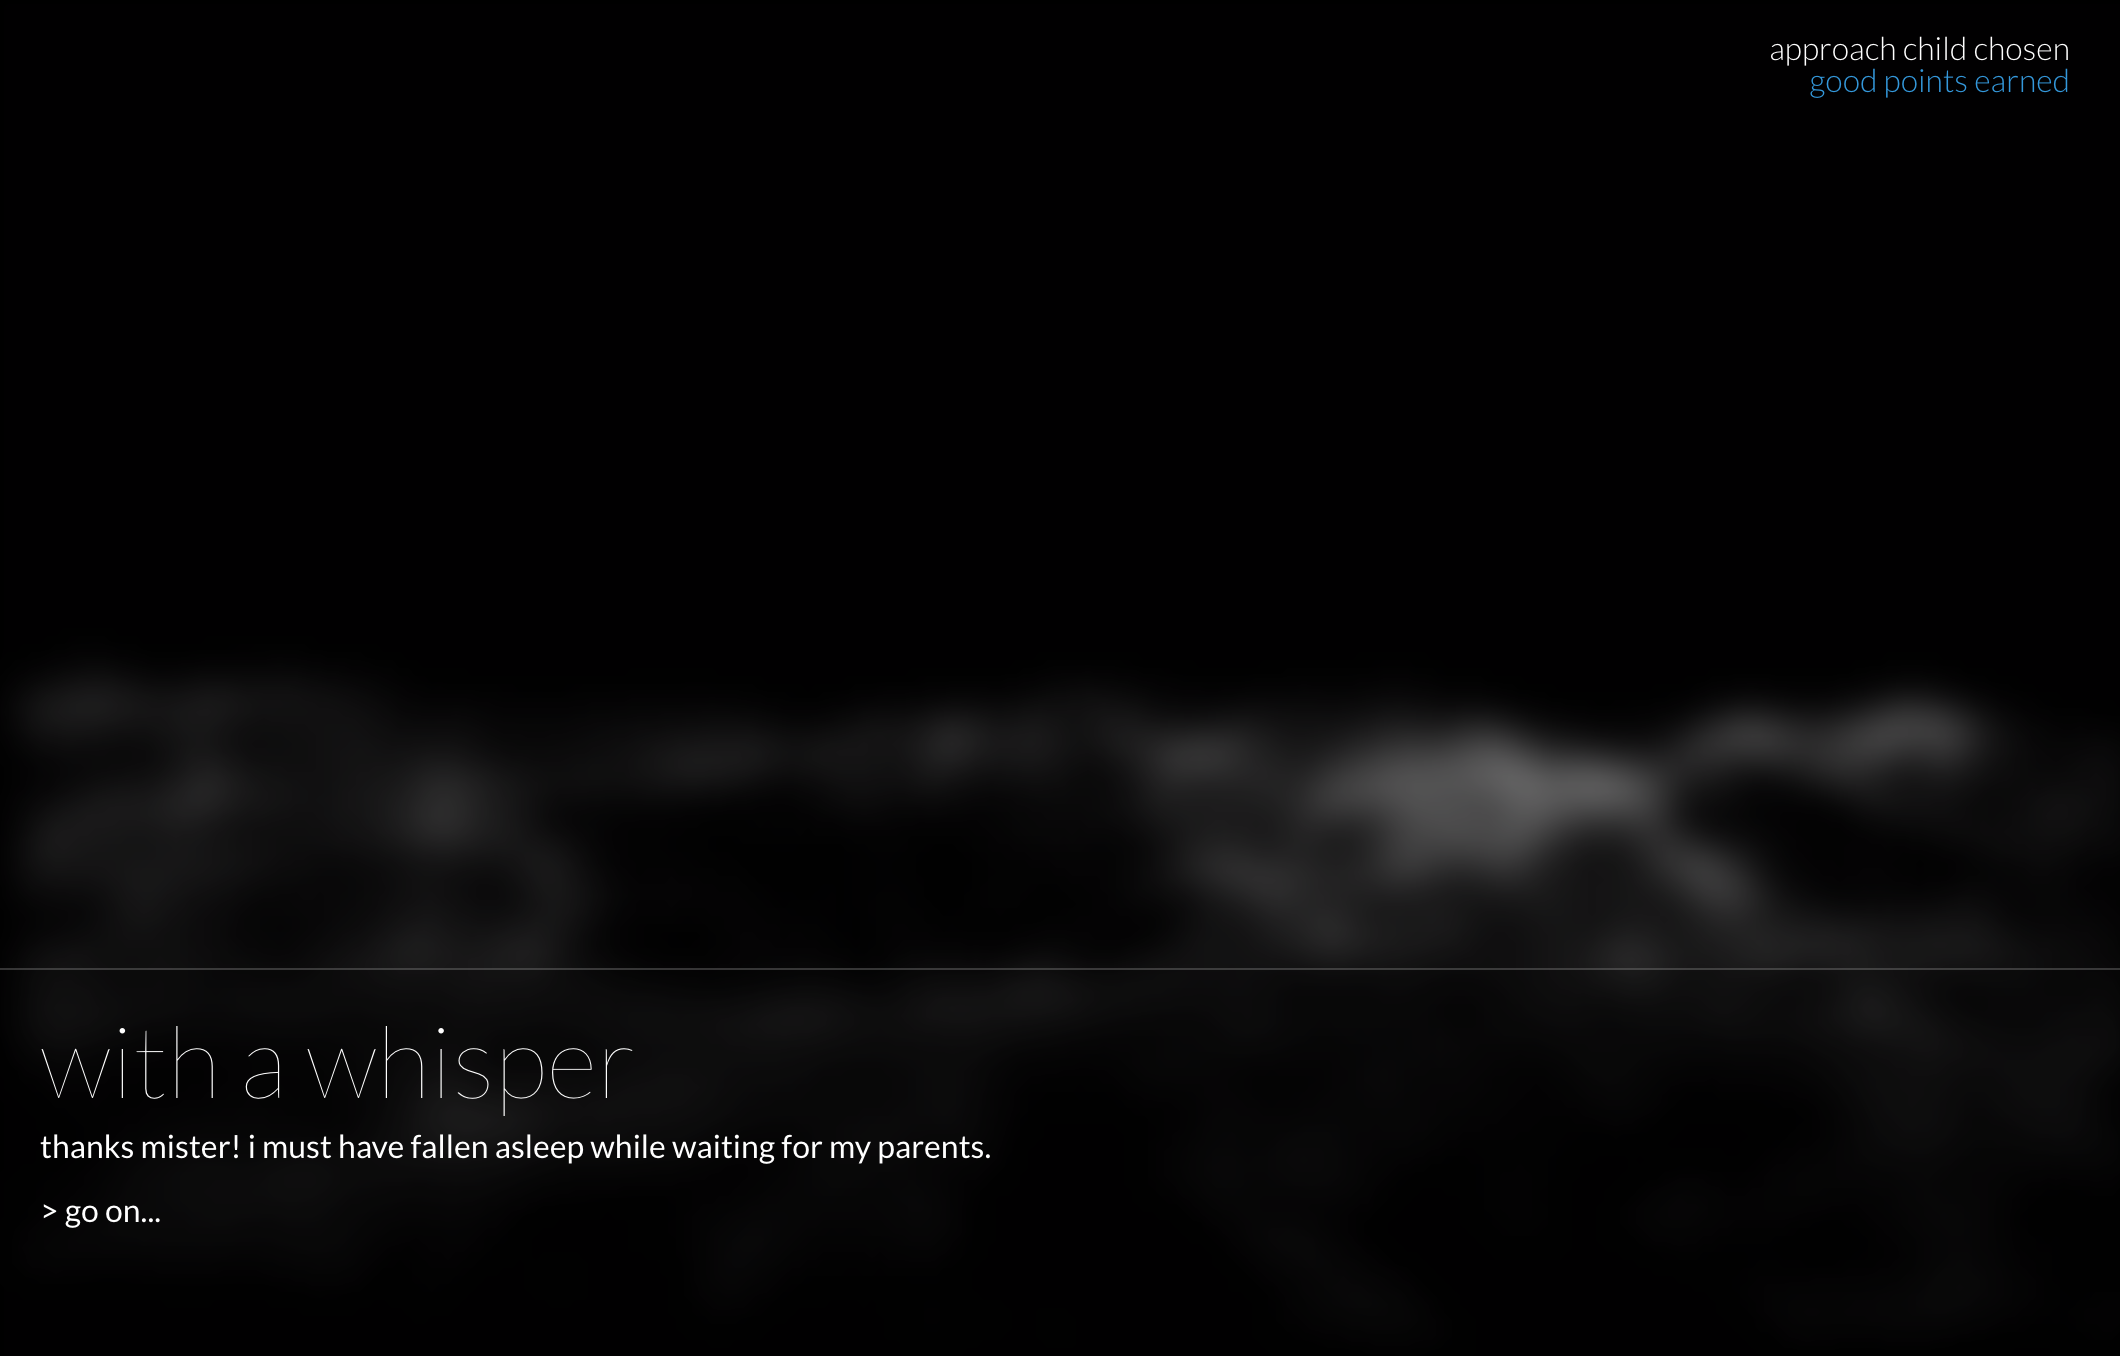 approach child chosen
good points earned
with a whisper
thanks mister! i must have fallen asleep while waiting for my parents.
> go on...